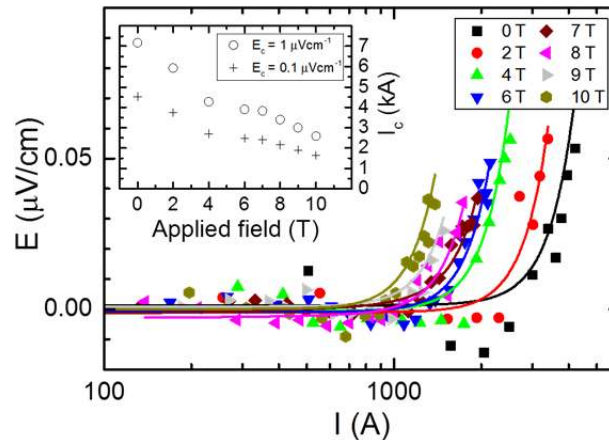 E_c = 1 μVcm⁻¹
E_c = 0.1 μVcm⁻¹
7
6
5
4
3
2
1
0
I_c (kA)
0 2 4 6 8 10
Applied field (T)
0 T 7 T
2 T 8 T
4 T 9 T
6 T 10 T
E (μV/cm)
0.05
0.00
100 1000
I (A)